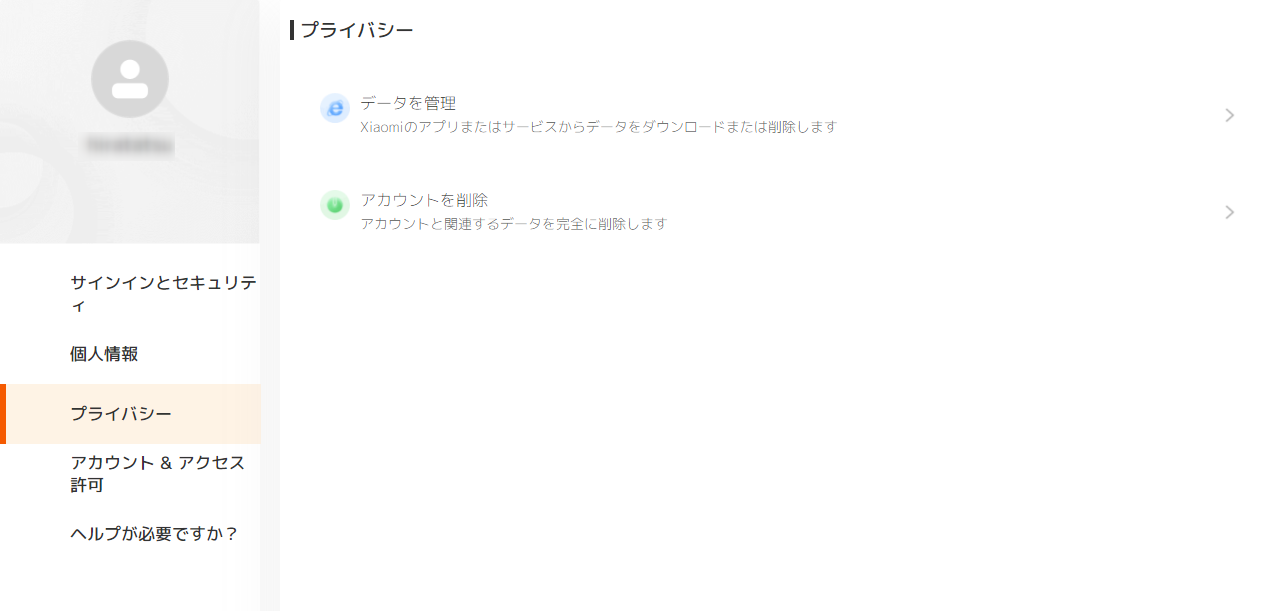 サインインとセキュリテ
ィ
個人情報
プライバシー
アカウント & アクセス
許可
ヘルプが必要ですか？
プライバシー
データを管理
Xiaomiのアプリまたはサービスからデータをダウンロードまたは削除します
アカウントを削除
アカウントと関連するデータを完全に削除します